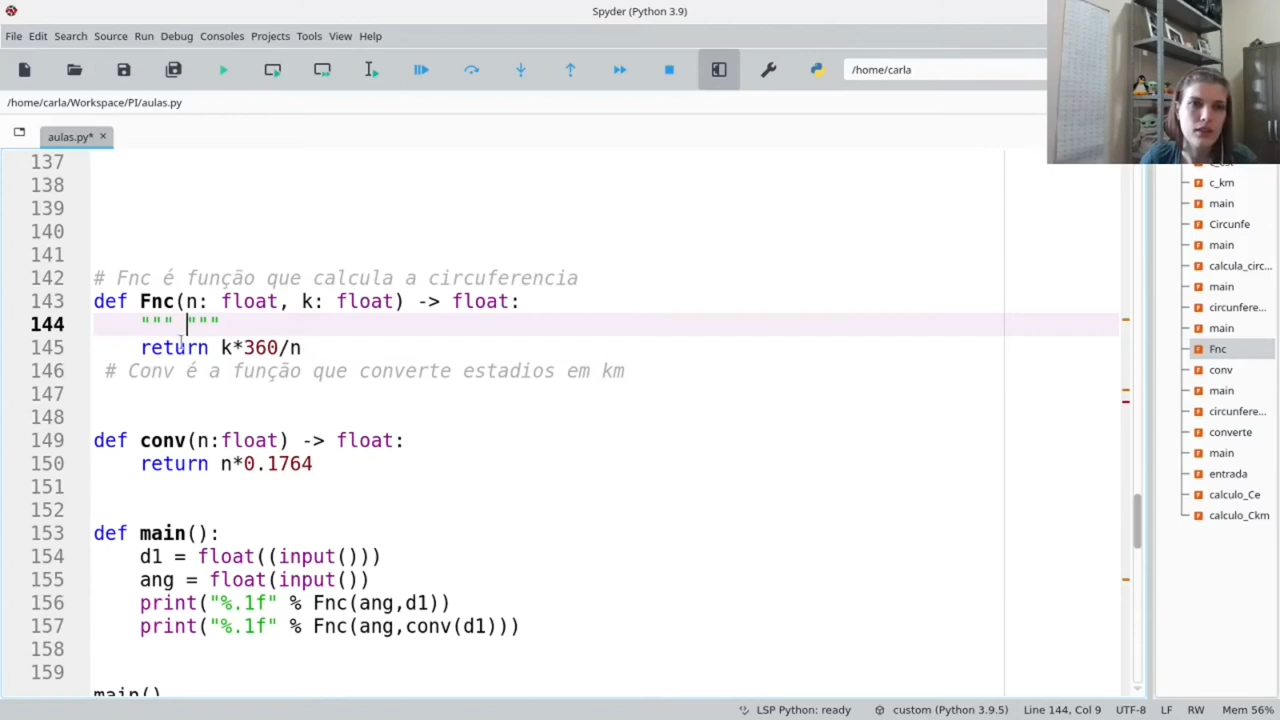 Spyder (Python 3.9)
File Edit Search Source Run Debug Consoles Projects Tools View Help
/home/carla
/home/carla/Workspace/PI/aulas.py
aulas.py*
137
138
139
140
141
142 # Fnc é função que calcula a circuferencia
143 def Fnc(n: float, k: float) -> float:
144 """ """
145 return k*360/n
146 # Conv é a função que converte estadios em km
147
148
149 def conv(n:float) -> float:
150 return n*0.1764
151
152
153 def main():
154 d1 = float((input()))
155 ang = float(input())
156 print("%.1f" % Fnc(ang,d1))
157 print("%.1f" % Fnc(ang,conv(d1)))
158
159
main()
c_km
main
Circunfe
main
calcula_circ...
main
circunfere...
main
Fnc
conv
main
circunfere...
converte
main
entrada
calculo_Ce
calculo_Ckm
LSP Python: ready custom (Python 3.9.5) Line 144, Col 9 UTF-8 LF RW Mem 56%